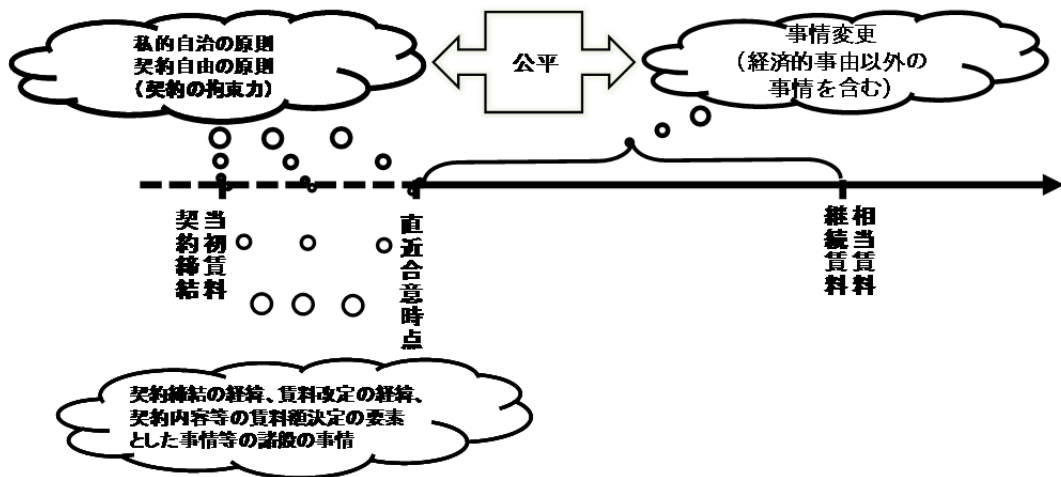 私的自治の原則
契約自由の原則
（契約の拘束力）
公平
事情変更
（経済的事由以外の
事情を含む）
当初賃料
契約締結
直近合意時点
相当賃料
継続賃料
契約締結の経緯、賃料改定の経緯、
契約内容等の賃料額決定の要素
とした事情等の諸般の事情